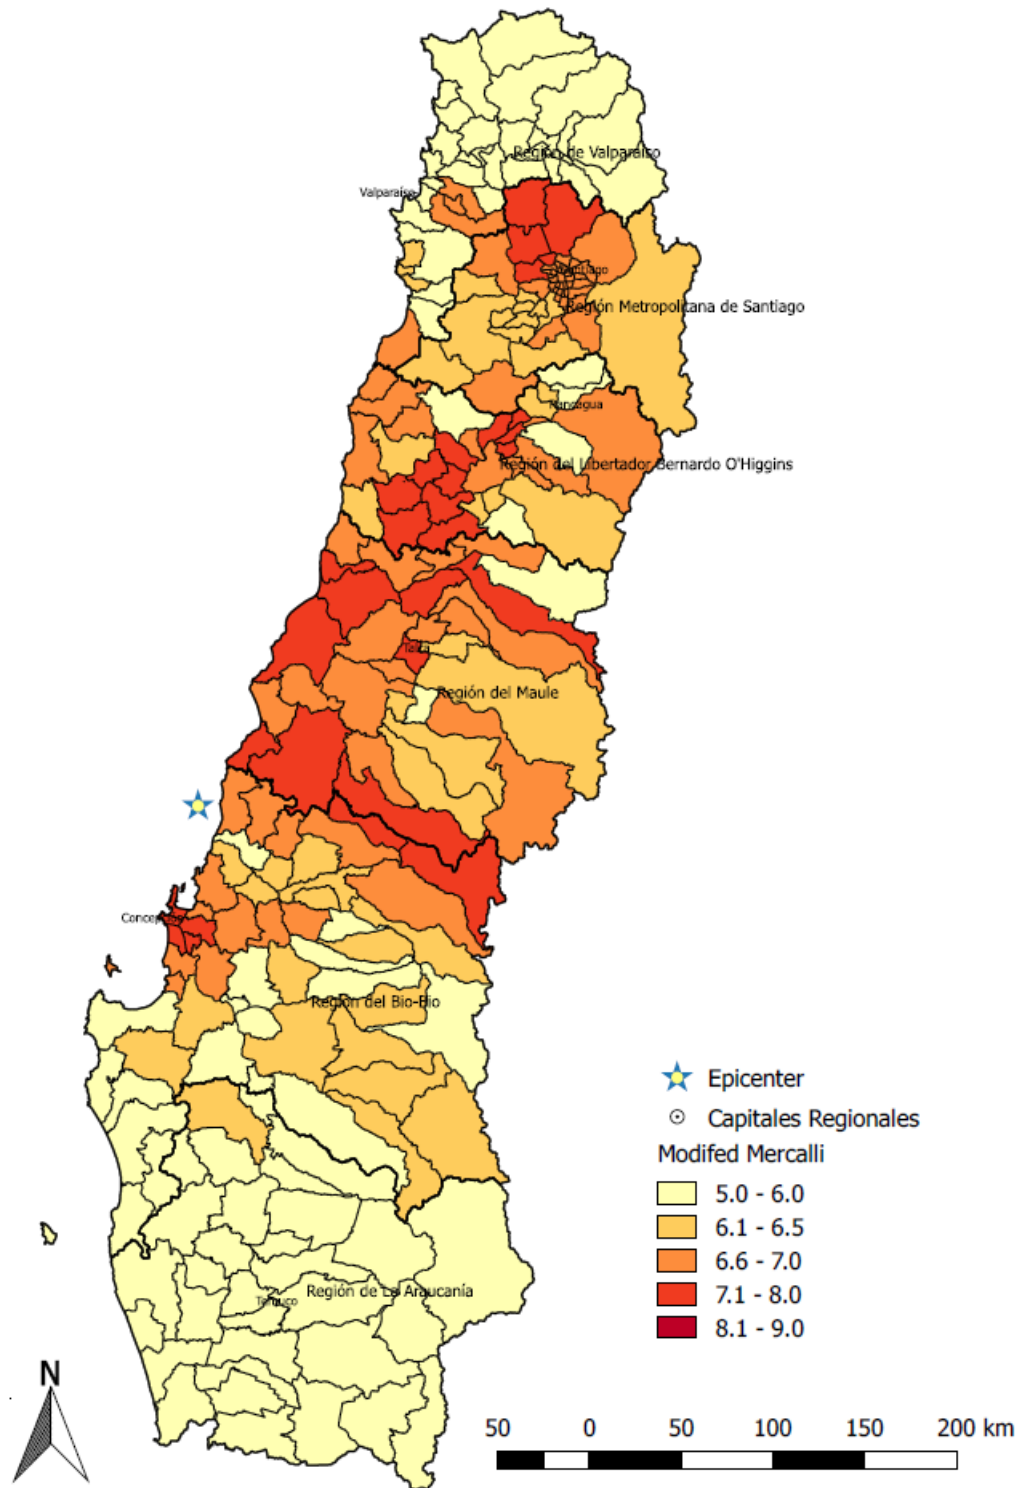 Región de Valparaíso
Valparaíso
Santiago
Región Metropolitana de Santiago
Rancagua
Región del Libertador Bernardo O'Higgins
Talca
Región del Maule
Concepción
Región del Bio-Bio
Región de La Araucanía
Temuco
Epicenter
Capitales Regionales
Modifed Mercalli
5.0 - 6.0
6.1 - 6.5
6.6 - 7.0
7.1 - 8.0
8.1 - 9.0
N
50 0 50 100 150 200 km